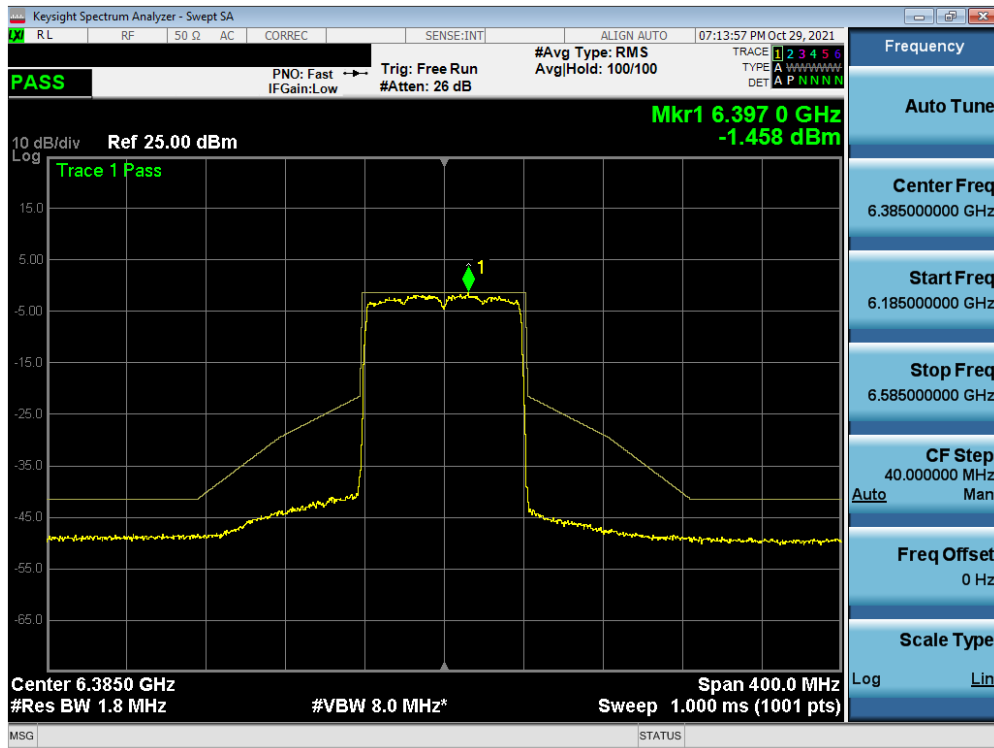 Keysight Spectrum Analyzer - Swept SA
LXI RL RF 50 Ω AC CORREC SENSE:INT ALIGN AUTO 07:13:57 PM Oct 29, 2021
PASS
PNO: Fast
IFGain:Low
Trig: Free Run
#Atten: 26 dB
#Avg Type: RMS
Avg|Hold: 100/100
TRACE 1 2 3 4 5 6
TYPE A WWWWW
DET A P N N N N
Mkr1 6.397 0 GHz
-1.458 dBm
10 dB/div Ref 25.00 dBm
Log
Trace 1 Pass
15.0
5.00
-5.00
-15.0
-25.0
-35.0
-45.0
-55.0
-65.0
1
Center 6.3850 GHz Span 400.0 MHz
#Res BW 1.8 MHz #VBW 8.0 MHz* Sweep 1.000 ms (1001 pts)
MSG STATUS
Frequency
Auto Tune
Center Freq
6.385000000 GHz
Start Freq
6.185000000 GHz
Stop Freq
6.585000000 GHz
CF Step
40.000000 MHz
Auto Man
Freq Offset
0 Hz
Scale Type
Log Lin